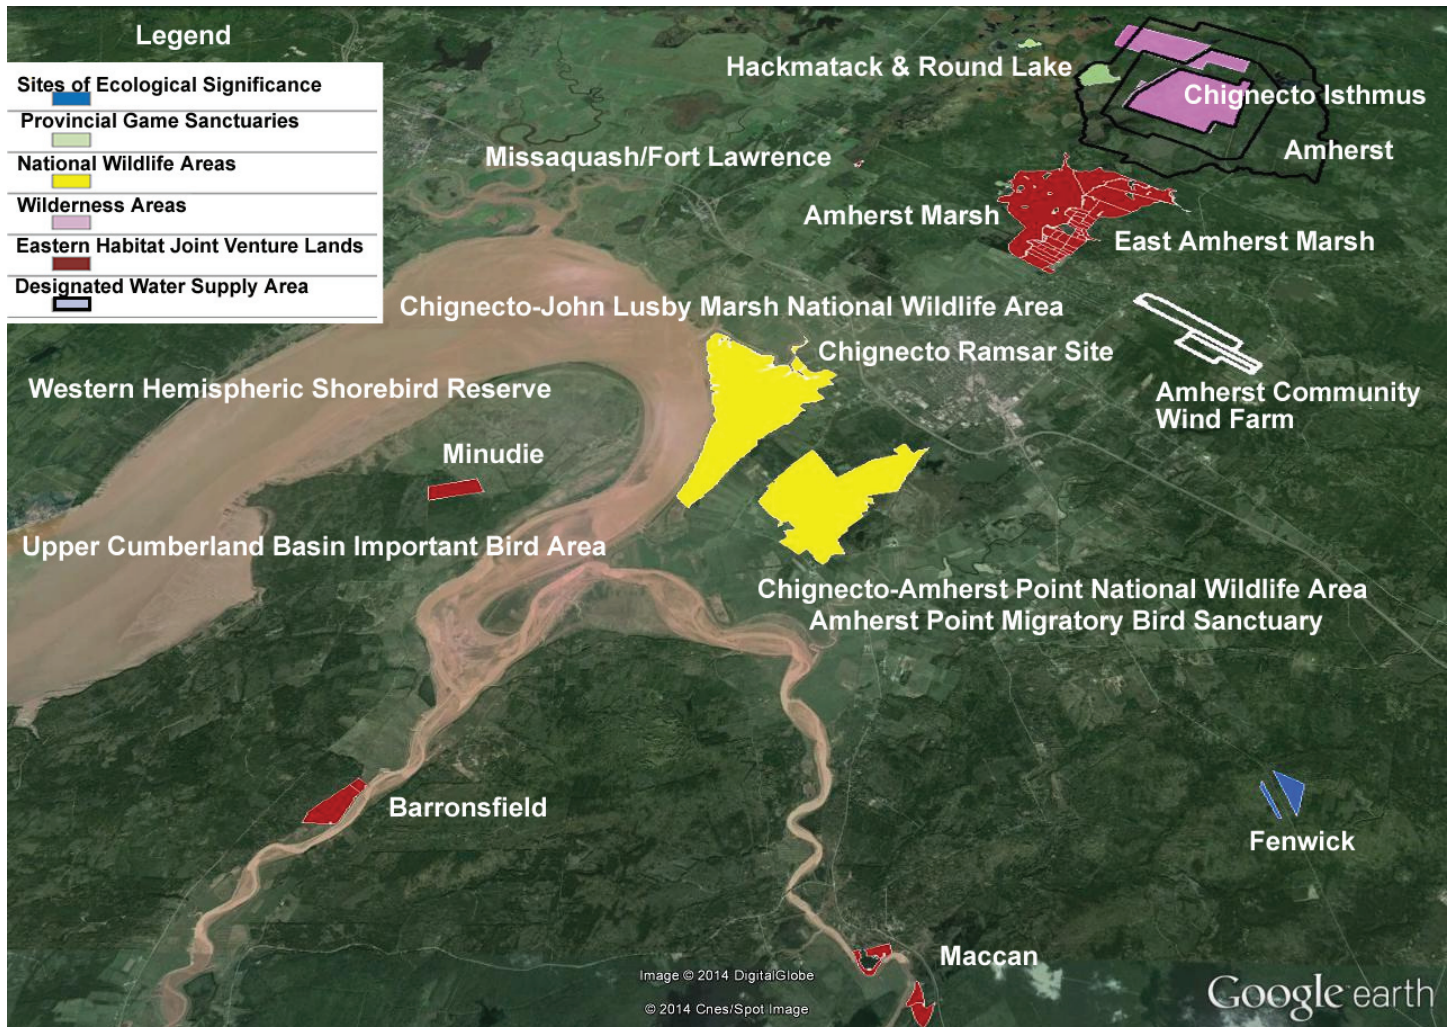 Legend
Sites of Ecological Significance
Provincial Game Sanctuaries
National Wildlife Areas
Wilderness Areas
Eastern Habitat Joint Venture Lands
Designated Water Supply Area
Hackmatack & Round Lake
Chignecto Isthmus
Amherst
Missaquash/Fort Lawrence
Amherst Marsh
East Amherst Marsh
Chignecto-John Lusby Marsh National Wildlife Area
Chignecto Ramsar Site
Western Hemispheric Shorebird Reserve
Amherst Community
Wind Farm
Minudie
Upper Cumberland Basin Important Bird Area
Chignecto-Amherst Point National Wildlife Area
Amherst Point Migratory Bird Sanctuary
Barronsfield
Fenwick
Maccan
Image © 2014 DigitalGlobe
© 2014 Cnes/Spot Image
Google earth